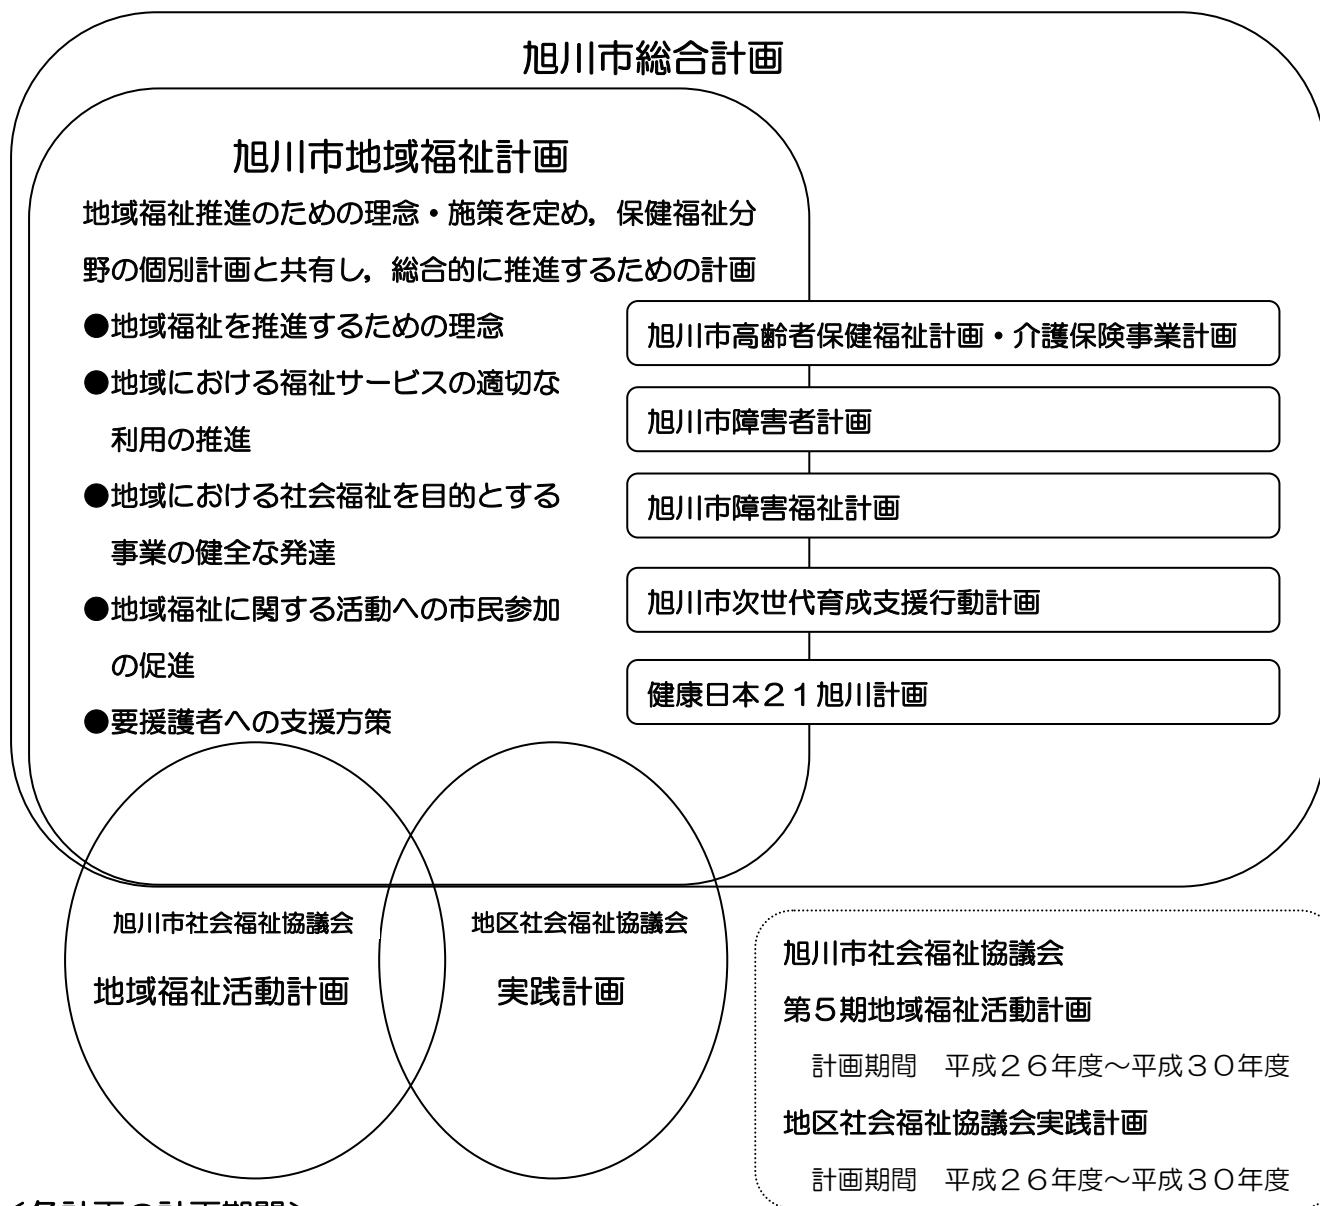 旭川市総合計画
旭川市地域福祉計画
地域福祉推進のための理念・施策を定め，保健福祉分
野の個別計画と共有し，総合的に推進するための計画
●地域福祉を推進するための理念
●地域における福祉サービスの適切な
利用の推進
●地域における社会福祉を目的とする
事業の健全な発達
●地域福祉に関する活動への市民参加
の促進
●要援護者への支援方策
旭川市高齢者保健福祉計画・介護保険事業計画
旭川市障害者計画
旭川市障害福祉計画
旭川市次世代育成支援行動計画
健康日本２１旭川計画
旭川市社会福祉協議会
地域福祉活動計画
地区社会福祉協議会
実践計画
旭川市社会福祉協議会
第５期地域福祉活動計画
計画期間　平成２６年度～平成３０年度
地区社会福祉協議会実践計画
計画期間　平成２６年度～平成３０年度